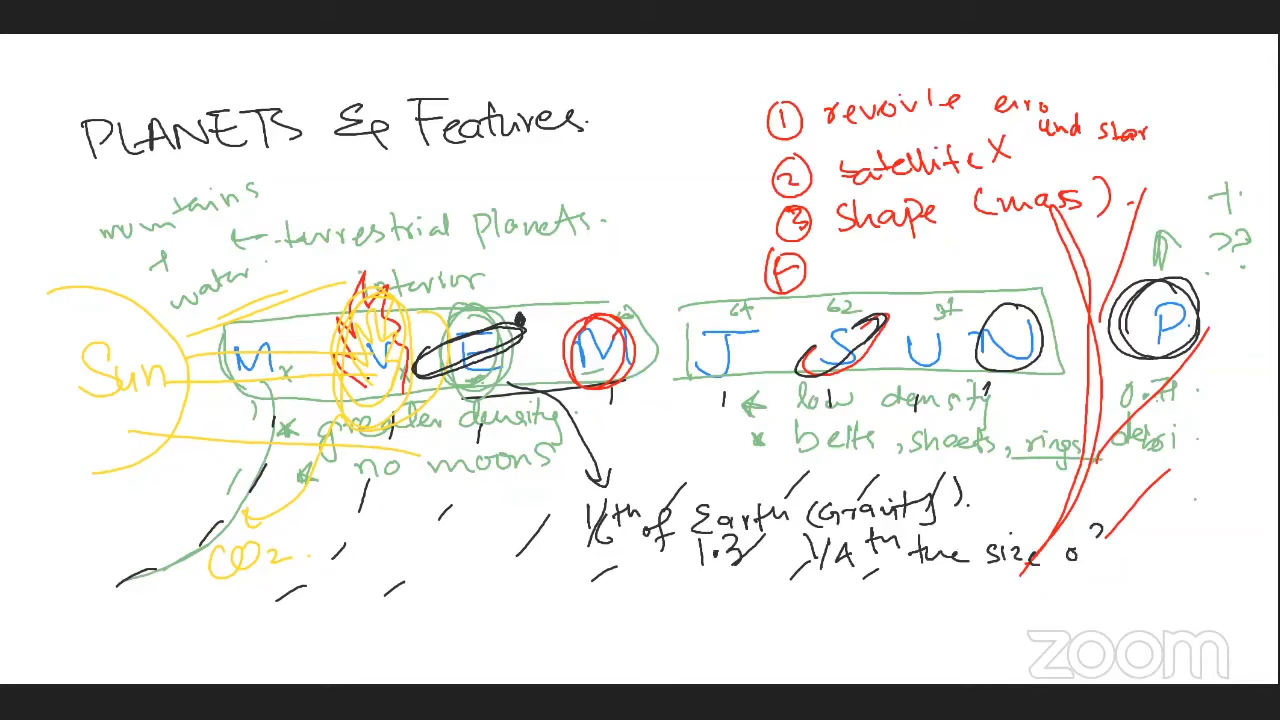 PLANETS & Features.
① revolve around star
② satellite X
③ shape (mass).
④
mountains
+
water.
← terrestrial planets.
interior
+
??
Sun
M V E M
64 62
J S U N
P
x x
* greater density
* no moons
← low density
* belts, sheets, rings
CO2.
1/6th of Earth (Gravity).
1.3 1/4th the size o
zoom